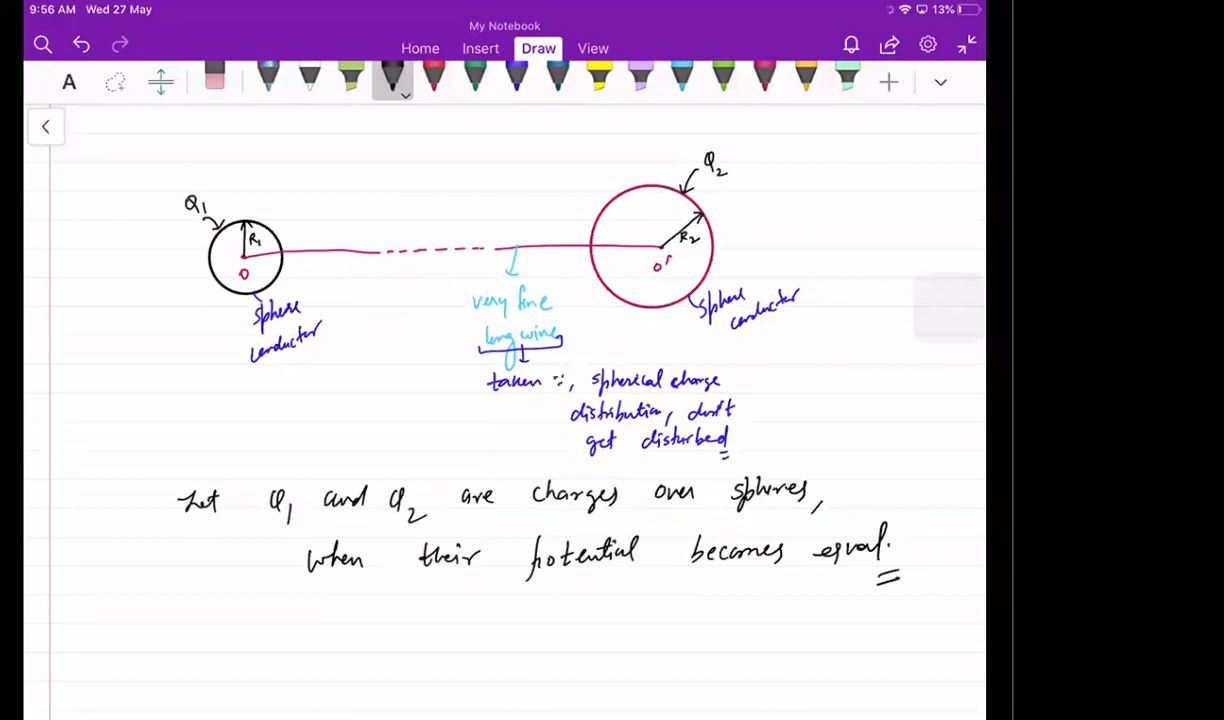 9:56 AM Wed 27 May
13%
My Notebook
Home Insert Draw View
A
Q2
Q1
R1
R2
O
O'
sphere
conductor
sphere
conductor
very fine
long wire
taken ∵, spherical charge
distribution, don't
get disturbed
Let Q1 and Q2 are charges over spheres,
when their potential becomes equal.